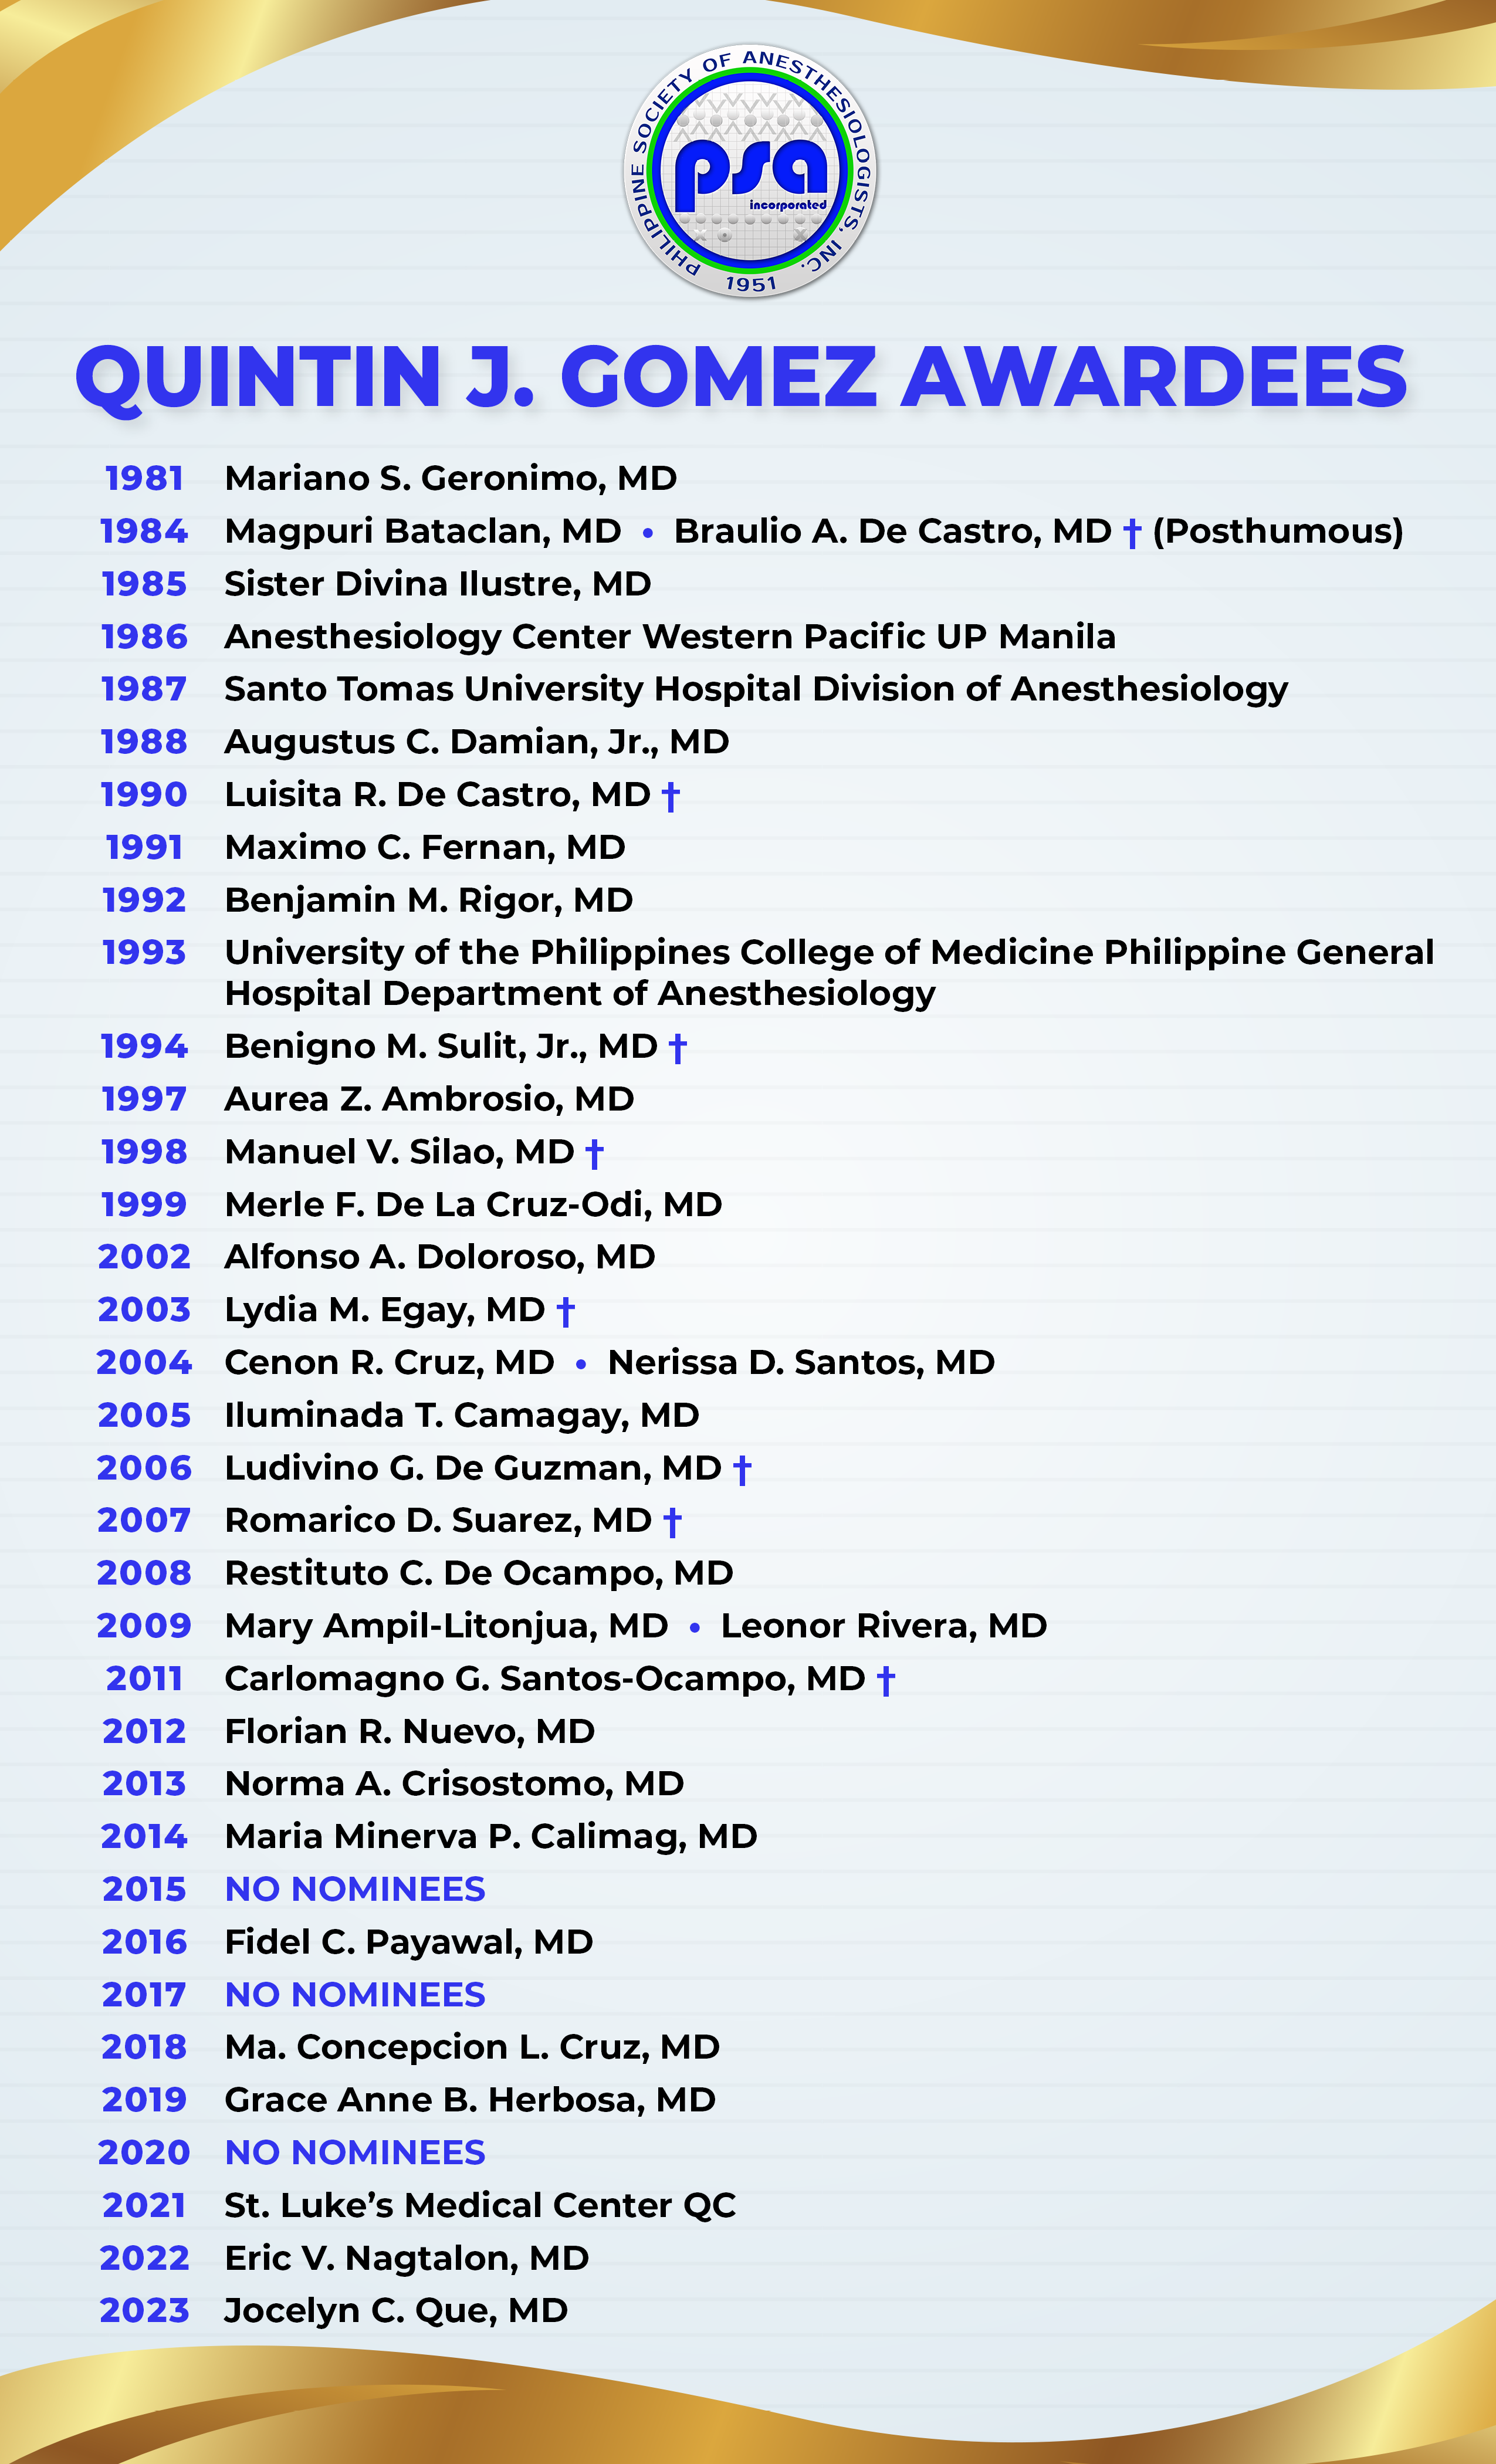 PHILIPPINE SOCIETY OF ANESTHESIOLOGISTS, INC.
psa
incorporated
1951
QUINTIN J. GOMEZ AWARDEES
1981 Mariano S. Geronimo, MD
1984 Magpuri Bataclan, MD • Braulio A. De Castro, MD † (Posthumous)
1985 Sister Divina Ilustre, MD
1986 Anesthesiology Center Western Pacific UP Manila
1987 Santo Tomas University Hospital Division of Anesthesiology
1988 Augustus C. Damian, Jr., MD
1990 Luisita R. De Castro, MD †
1991 Maximo C. Fernan, MD
1992 Benjamin M. Rigor, MD
1993 University of the Philippines College of Medicine Philippine General
Hospital Department of Anesthesiology
1994 Benigno M. Sulit, Jr., MD †
1997 Aurea Z. Ambrosio, MD
1998 Manuel V. Silao, MD †
1999 Merle F. De La Cruz-Odi, MD
2002 Alfonso A. Doloroso, MD
2003 Lydia M. Egay, MD †
2004 Cenon R. Cruz, MD • Nerissa D. Santos, MD
2005 Iluminada T. Camagay, MD
2006 Ludivino G. De Guzman, MD †
2007 Romarico D. Suarez, MD †
2008 Restituto C. De Ocampo, MD
2009 Mary Ampil-Litonjua, MD • Leonor Rivera, MD
2011 Carlomagno G. Santos-Ocampo, MD †
2012 Florian R. Nuevo, MD
2013 Norma A. Crisostomo, MD
2014 Maria Minerva P. Calimag, MD
2015 NO NOMINEES
2016 Fidel C. Payawal, MD
2017 NO NOMINEES
2018 Ma. Concepcion L. Cruz, MD
2019 Grace Anne B. Herbosa, MD
2020 NO NOMINEES
2021 St. Luke’s Medical Center QC
2022 Eric V. Nagtalon, MD
2023 Jocelyn C. Que, MD